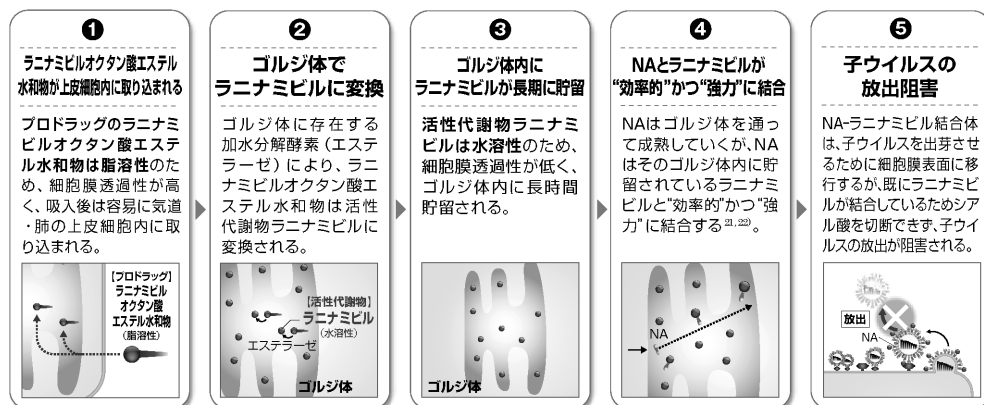 ❶
ラニナミビルオクタン酸エステル
水和物が上皮細胞内に取り込まれる
プロドラッグのラニナミ
ビルオクタン酸エステ
ル水和物は脂溶性のた
め、細胞膜透過性が高
く、吸入後は容易に気道
・肺の上皮細胞内に取
り込まれる。
【プロドラッグ】
ラニナミビル
オクタン酸
エステル水和物
(脂溶性)
❷
ゴルジ体で
ラニナミビルに変換
ゴルジ体に存在する
加水分解酵素(エステ
ラーゼ)により、ラニ
ナミビルオクタン酸エ
ステル水和物は活性
代謝物ラニナミビルに
変換される。
【活性代謝物】
ラニナミビル
(水溶性)
エステラーゼ
ゴルジ体
❸
ゴルジ体内に
ラニナミビルが長期に貯留
活性代謝物ラニナミ
ビルは水溶性のため、
細胞膜透過性が低く、
ゴルジ体内に長時間
貯留される。
ゴルジ体
❹
NAとラニナミビルが
“効率的”かつ“強力”に結合
NAはゴルジ体を通っ
て成熟していくが、NA
はそのゴルジ体内に貯
留されているラニナミ
ビルと“効率的”かつ“強
力”に結合する21,22)。
NA
❺
子ウイルスの
放出阻害
NA-ラニナミビル結合体
は、子ウイルスを出芽させ
るために細胞膜表面に移
行するが、既にラニナミビ
ルが結合しているためシア
ル酸を切断できず、子ウイ
ルスの放出が阻害される。
放出
NA